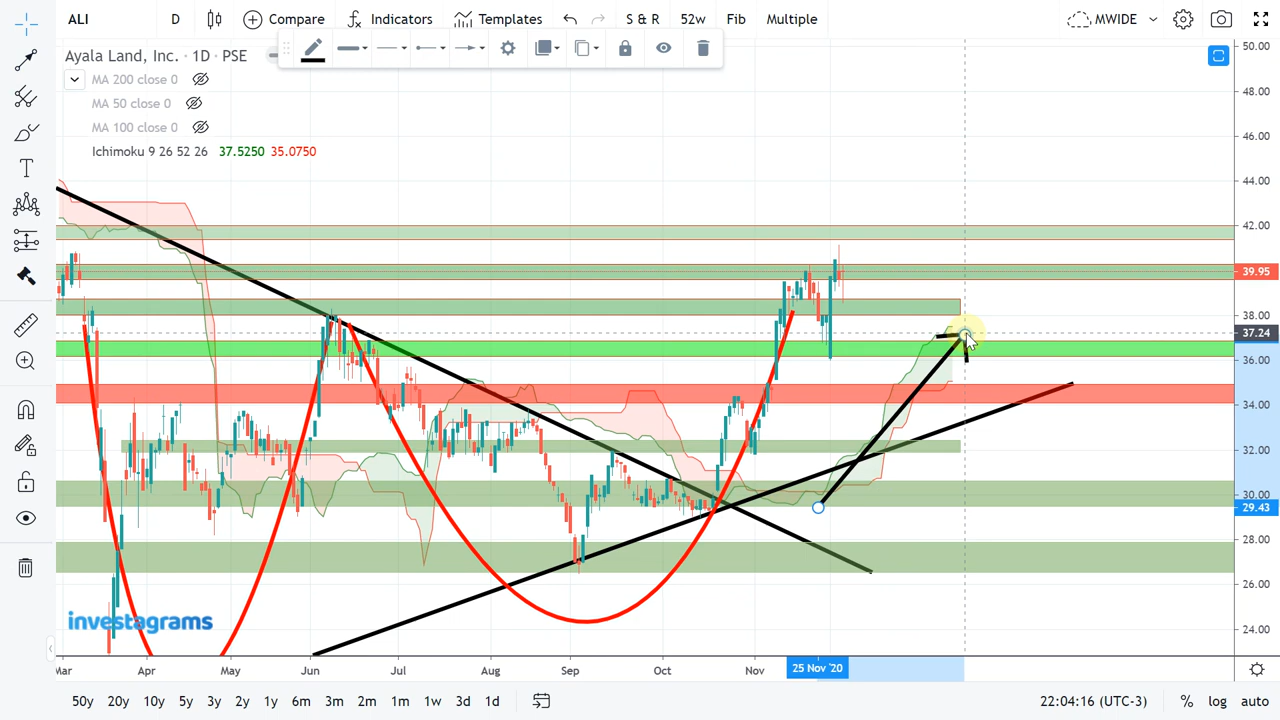 ALI D Compare Indicators Templates S & R 52w Fib Multiple MWIDE
Ayala Land, Inc. · 1D · PSE
MA 200 close 0
MA 50 close 0
MA 100 close 0
Ichimoku 9 26 52 26 37.5250 35.0750
50.00
48.00
46.00
44.00
42.00
39.95
38.00
37.24
36.00
34.00
32.00
30.00
29.43
28.00
26.00
24.00
investagrams
Mar Apr May Jun Jul Aug Sep Oct Nov 25 Nov '20
50y 20y 10y 5y 3y 2y 1y 6m 3m 2m 1m 1w 3d 1d 22:04:16 (UTC-3) % log auto